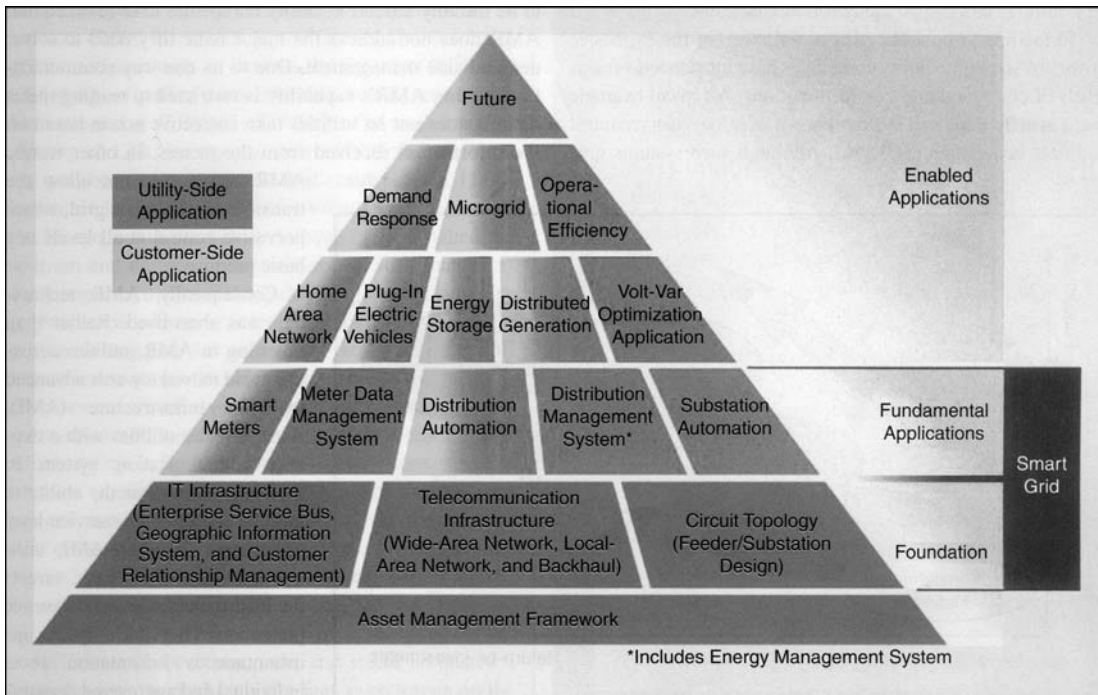 Future
Utility-Side
Application
Customer-Side
Application
Demand
Response
Microgrid
Opera-
tional
Efficiency
Enabled
Applications
Home
Area
Network
Plug-In
Electric
Vehicles
Energy
Storage
Distributed
Generation
Volt-Var
Optimization
Application
Smart
Meters
Meter Data
Management
System
Distribution
Automation
Distribution
Management
System*
Substation
Automation
Fundamental
Applications
Smart
Grid
IT Infrastructure
(Enterprise Service Bus,
Geographic Information
System, and Customer
Relationship Management)
Telecommunication
Infrastructure
(Wide-Area Network, Local-
Area Network, and Backhaul)
Circuit Topology
(Feeder/Substation
Design)
Foundation
Asset Management Framework
*Includes Energy Management System